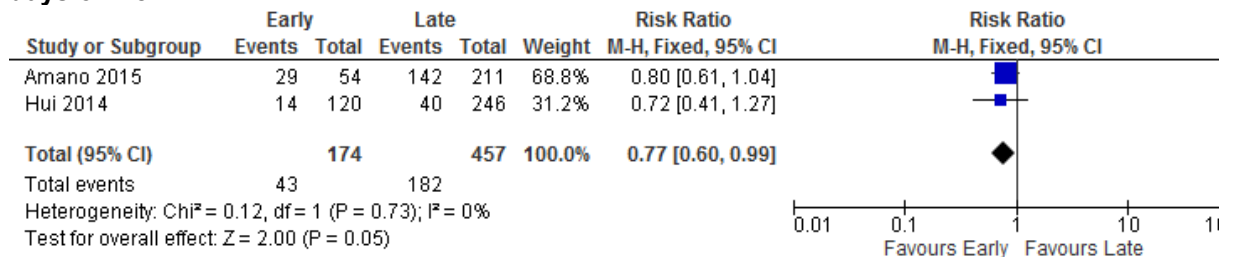 Early Late Risk Ratio Risk Ratio
Study or Subgroup Events Total Events Total Weight M-H, Fixed, 95% CI M-H, Fixed, 95% CI
Amano 2015 29 54 142 211 68.8% 0.80 [0.61, 1.04]
Hui 2014 14 120 40 246 31.2% 0.72 [0.41, 1.27]
Total (95% CI) 174 457 100.0% 0.77 [0.60, 0.99]
Total events 43 182
Heterogeneity: Chi² = 0.12, df = 1 (P = 0.73); I² = 0%
Test for overall effect: Z = 2.00 (P = 0.05)
0.01 0.1 1 10
Favours Early Favours Late